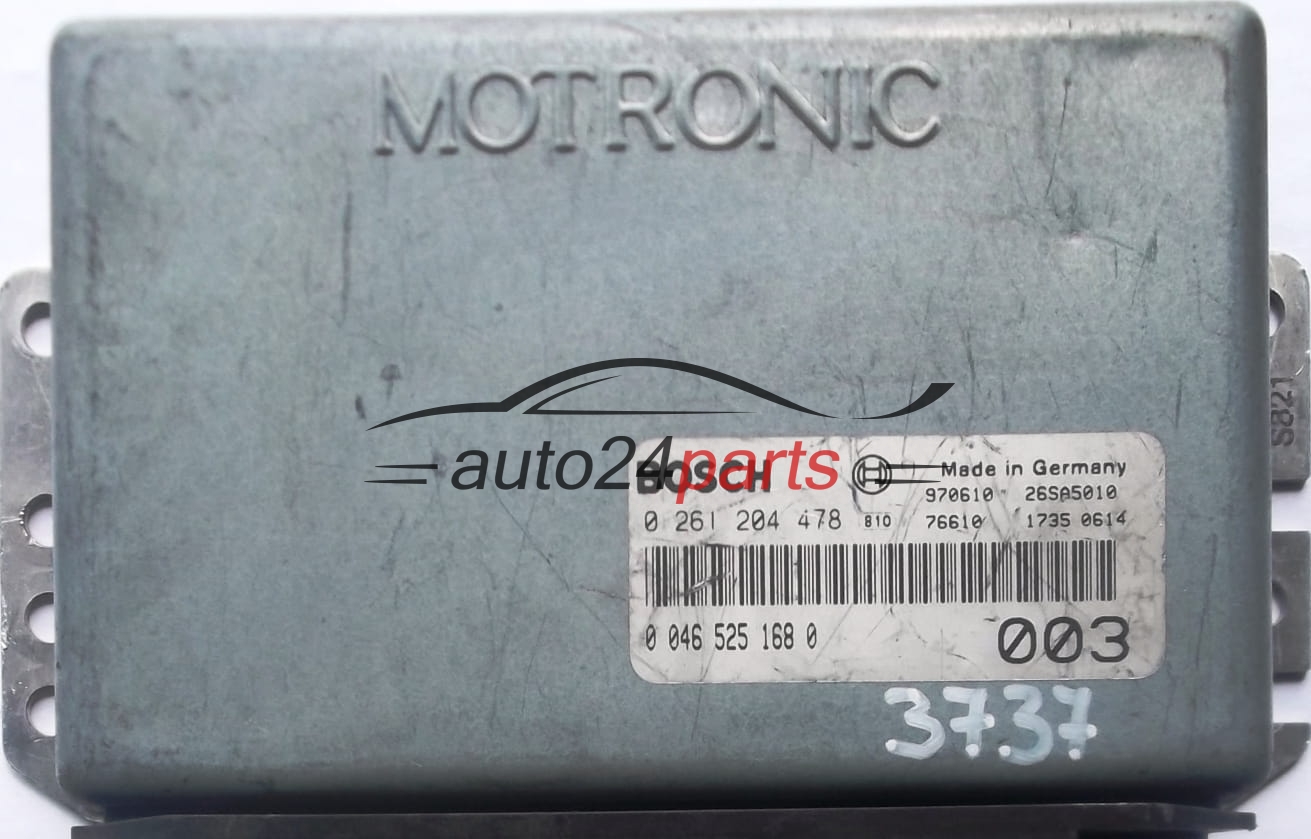 MOTRONIC
S821
auto24parts
BOSCH Made in Germany
970610 26SA5010
0 261 204 478 810 76610 1735 0614
0 046 525 168 0 003
3737